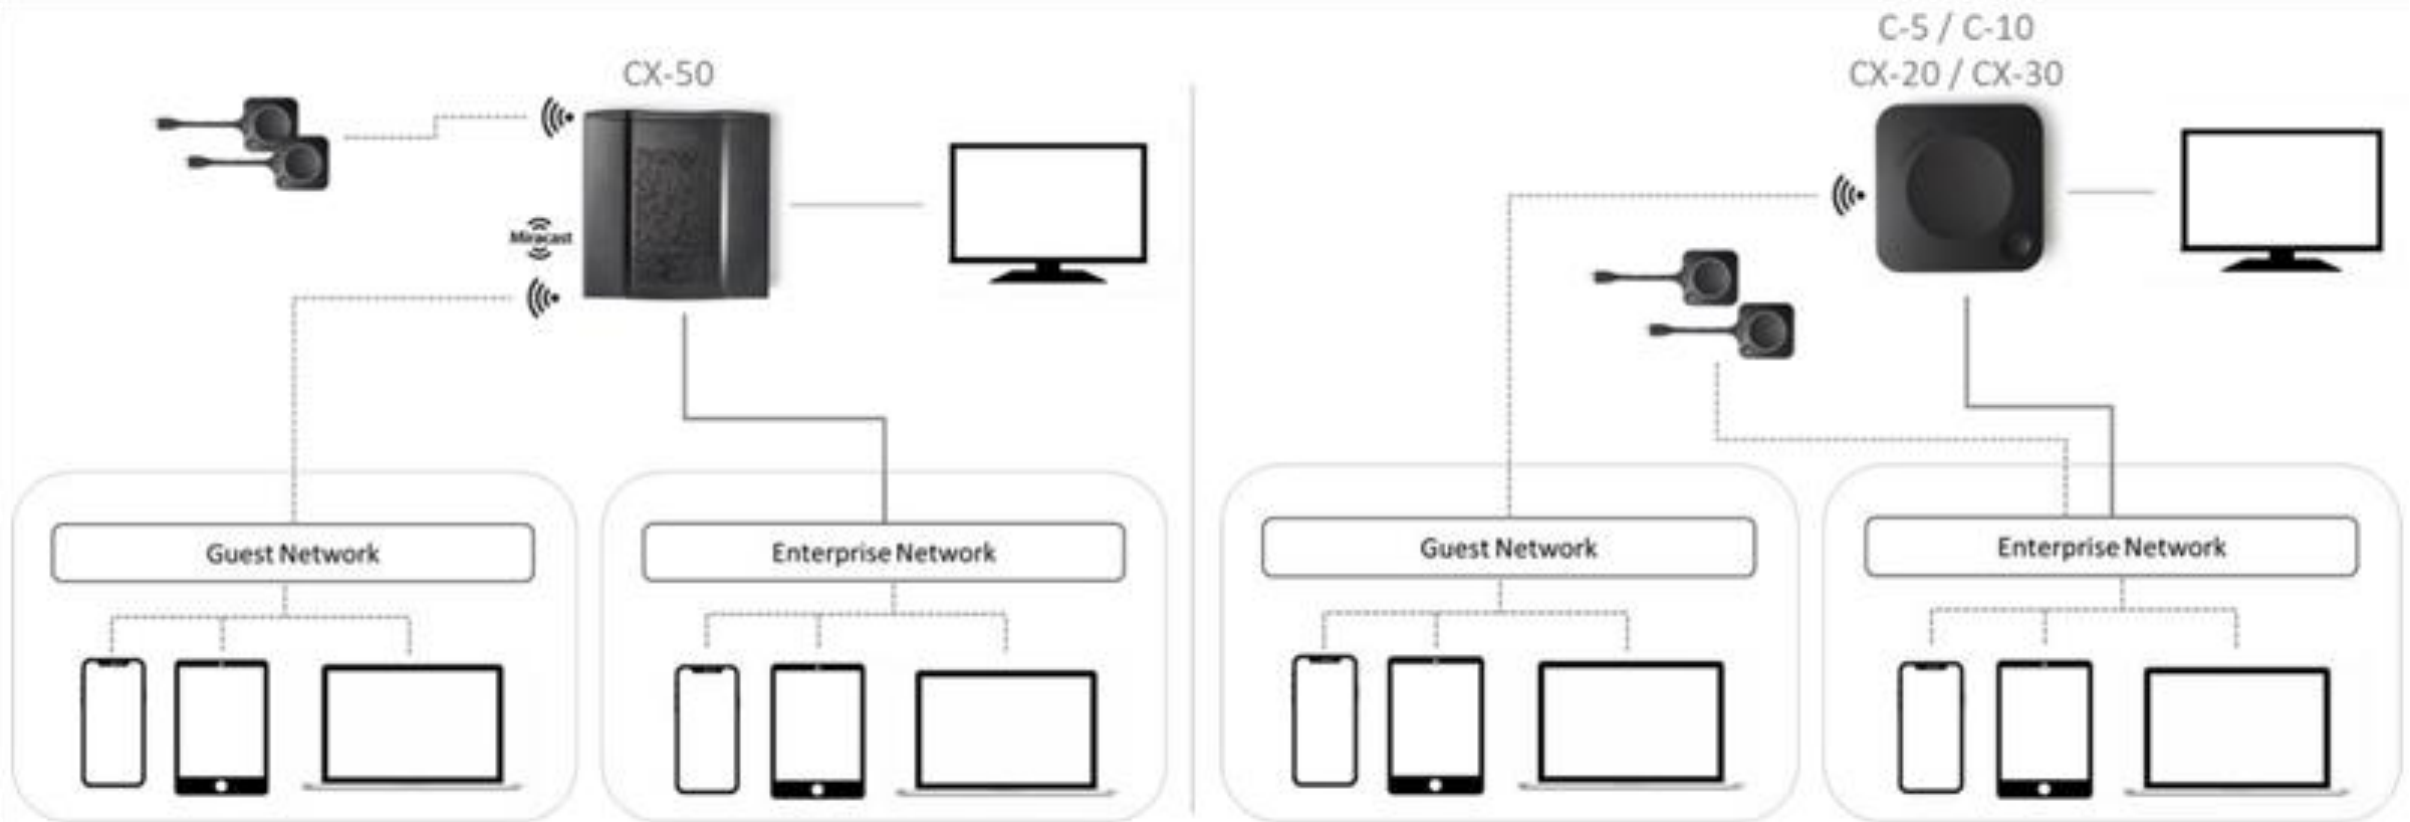 CX-50
Miracast
Guest Network
Enterprise Network
C-5 / C-10
CX-20 / CX-30
Guest Network
Enterprise Network